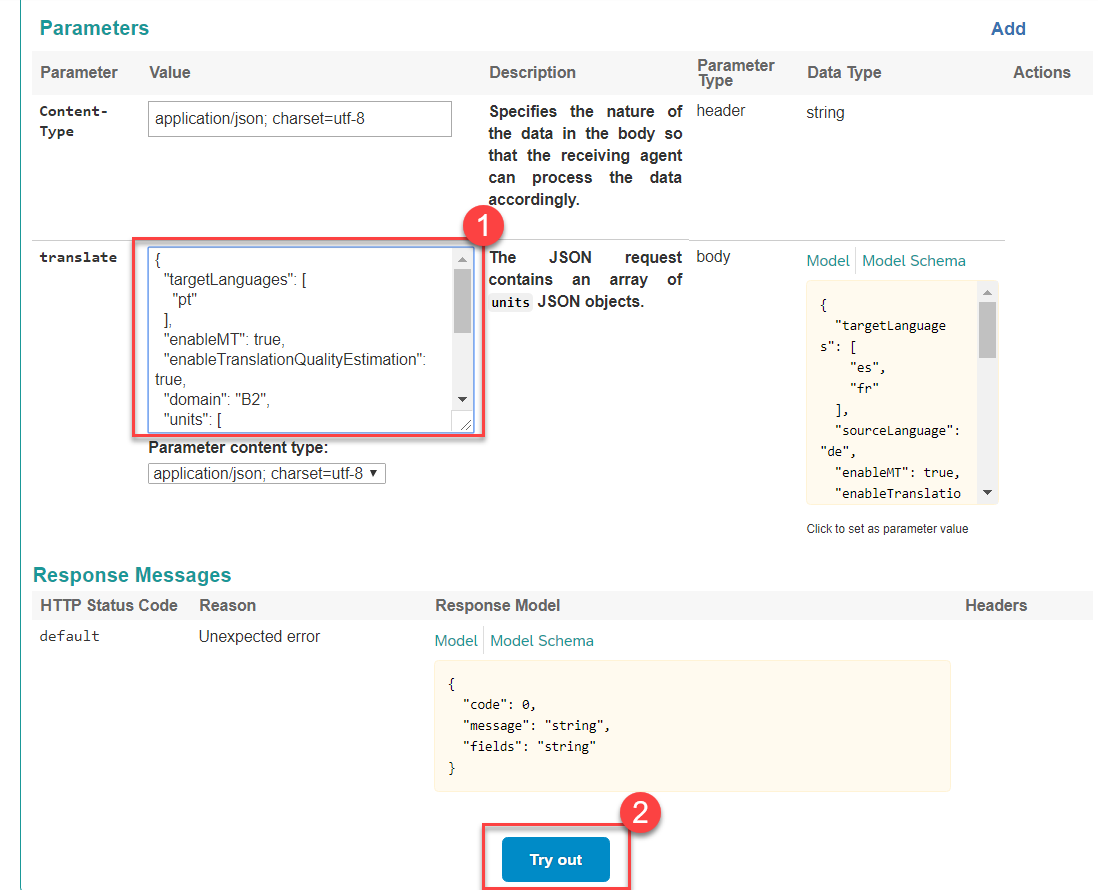 Parameters
Add
Parameter Value Description Parameter Type Data Type Actions
Content-
Type
application/json; charset=utf-8
Specifies the nature of
the data in the body so
that the receiving agent
can process the data
accordingly.
header
string
1
translate
{
"targetLanguages": [
"pt"
],
"enableMT": true,
"enableTranslationQualityEstimation":
true,
"domain": "B2",
"units": [
Parameter content type:
application/json; charset=utf-8
The JSON request
contains an array of
units JSON objects.
body
Model Model Schema
{
"targetLanguage
s": [
"es",
"fr"
],
"sourceLanguage":
"de",
"enableMT": true,
"enableTranslatio
Click to set as parameter value
Response Messages
HTTP Status Code Reason Response Model Headers
default Unexpected error
Model Model Schema
{
"code": 0,
"message": "string",
"fields": "string"
}
2
Try out